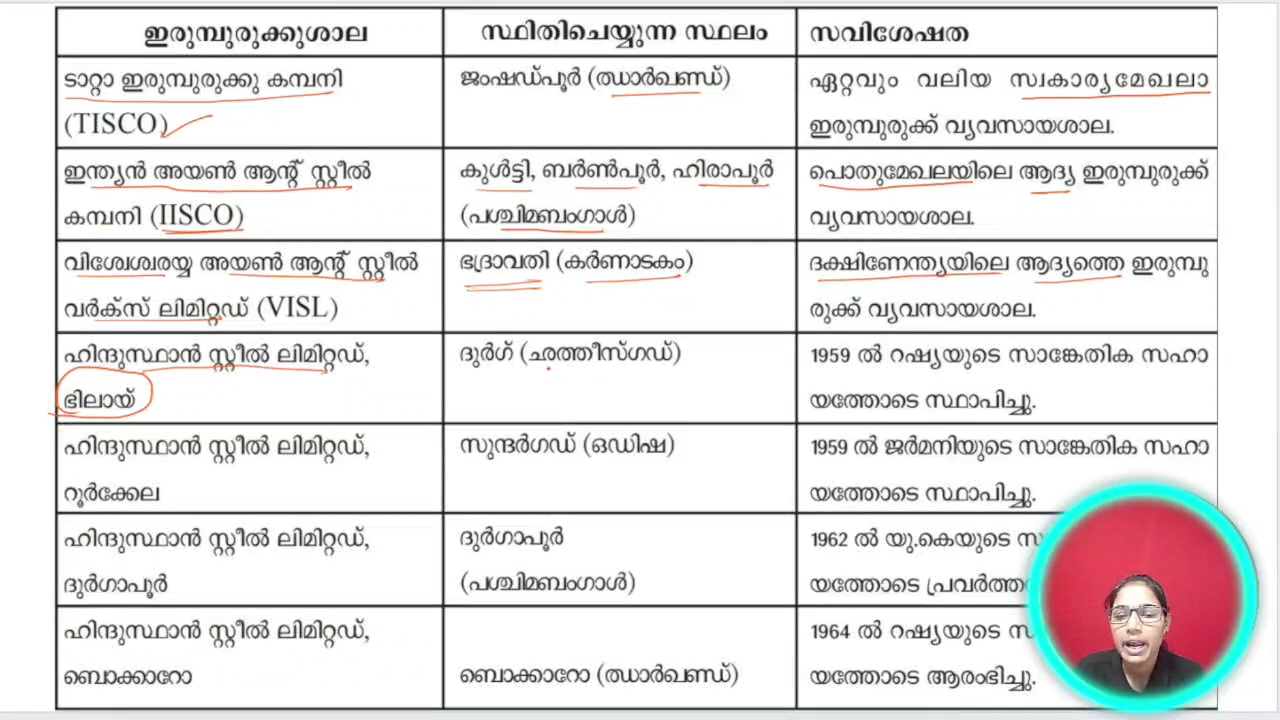 ഇരുമ്പുരുക്കുശാല
സ്ഥിതിചെയ്യുന്ന സ്ഥലം
സവിശേഷത
ടാറ്റാ ഇരുമ്പുരുക്കു കമ്പനി
(TISCO)
ജംഷഡ്പൂർ (ഝാർഖണ്ഡ്)
ഏറ്റവും വലിയ സ്വകാര്യമേഖലാ
ഇരുമ്പുരുക്ക് വ്യവസായശാല.
ഇന്ത്യൻ അയൺ ആന്റ് സ്റ്റീൽ
കമ്പനി (IISCO)
കുൾട്ടി, ബർൺപൂർ, ഹിരാപൂർ
(പശ്ചിമബംഗാൾ)
പൊതുമേഖലയിലെ ആദ്യ ഇരുമ്പുരുക്ക്
വ്യവസായശാല.
വിശ്വേശ്വരയ്യ അയൺ ആന്റ് സ്റ്റീൽ
വർക്സ് ലിമിറ്റഡ് (VISL)
ഭദ്രാവതി (കർണാടകം)
ദക്ഷിണേന്ത്യയിലെ ആദ്യത്തെ ഇരുമ്പു
രുക്ക് വ്യവസായശാല.
ഹിന്ദുസ്ഥാൻ സ്റ്റീൽ ലിമിറ്റഡ്,
ഭിലായ്
ദുർഗ് (ഛത്തീസ്ഗഡ്)
1959 ൽ റഷ്യയുടെ സാങ്കേതിക സഹാ
യത്തോടെ സ്ഥാപിച്ചു.
ഹിന്ദുസ്ഥാൻ സ്റ്റീൽ ലിമിറ്റഡ്,
റൂർക്കേല
സുന്ദർഗഡ് (ഒഡിഷ)
1959 ൽ ജർമനിയുടെ സാങ്കേതിക സഹാ
യത്തോടെ സ്ഥാപിച്ചു.
ഹിന്ദുസ്ഥാൻ സ്റ്റീൽ ലിമിറ്റഡ്,
ദുർഗാപൂർ
ദുർഗാപൂർ
(പശ്ചിമബംഗാൾ)
1962 ൽ യു.കെയുടെ
യത്തോടെ
ഹിന്ദുസ്ഥാൻ സ്റ്റീൽ ലിമിറ്റഡ്,
ബൊക്കാറോ
ബൊക്കാറോ (ഝാർഖണ്ഡ്)
1964 ൽ റഷ്യയുടെ
യത്തോടെ ആരംഭിച്ചു.